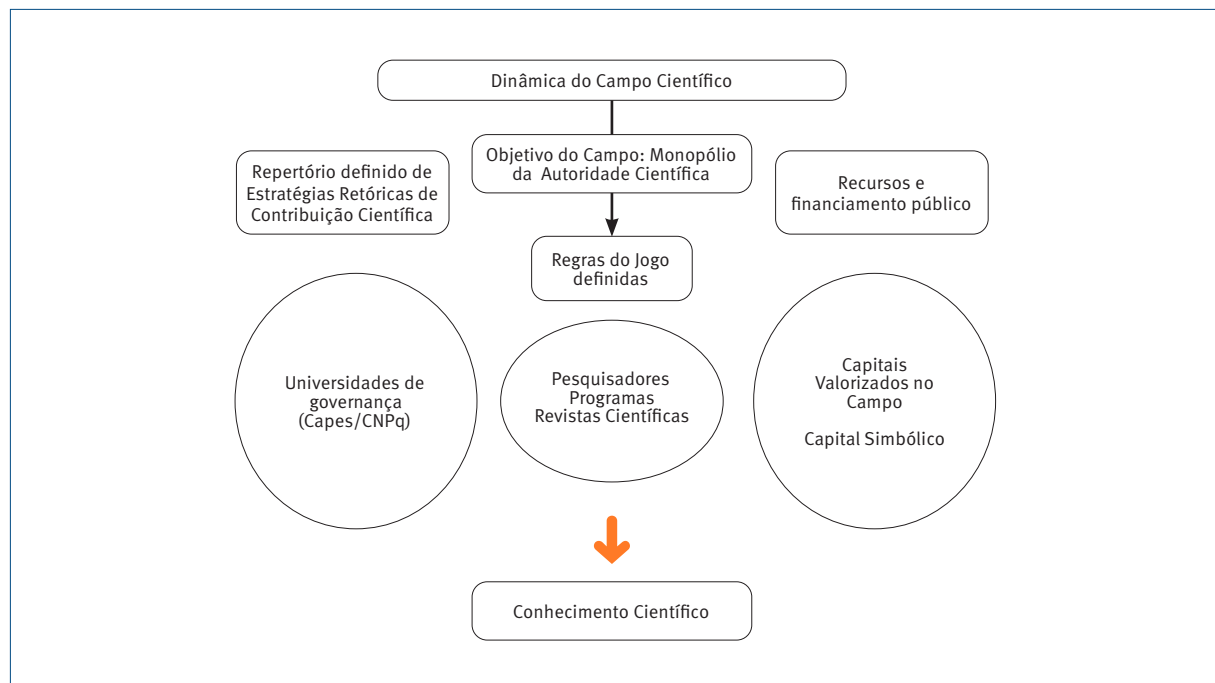 Dinâmica do Campo Científico
Objetivo do Campo: Monopólio
da Autoridade Científica
Repertório definido de
Estratégias Retóricas de
Contribuição Científica
Recursos e
financiamento público
Regras do Jogo
definidas
Universidades de
governança
(Capes/CNPq)
Pesquisadores
Programas
Revistas Científicas
Capitais
Valorizados no
Campo
Capital Simbólico
Conhecimento Científico